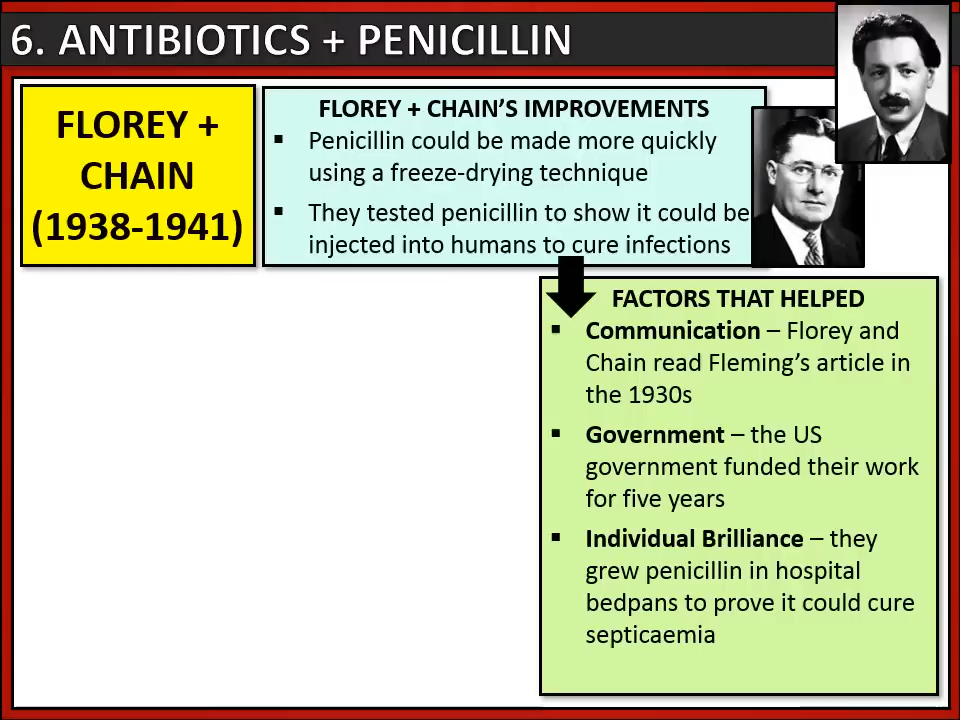 6. ANTIBIOTICS + PENICILLIN
FLOREY +
CHAIN
(1938-1941)
FLOREY + CHAIN’S IMPROVEMENTS
▪ Penicillin could be made more quickly
using a freeze-drying technique
▪ They tested penicillin to show it could be
injected into humans to cure infections
FACTORS THAT HELPED
▪ Communication – Florey and
Chain read Fleming’s article in
the 1930s
▪ Government – the US
government funded their work
for five years
▪ Individual Brilliance – they
grew penicillin in hospital
bedpans to prove it could cure
septicaemia